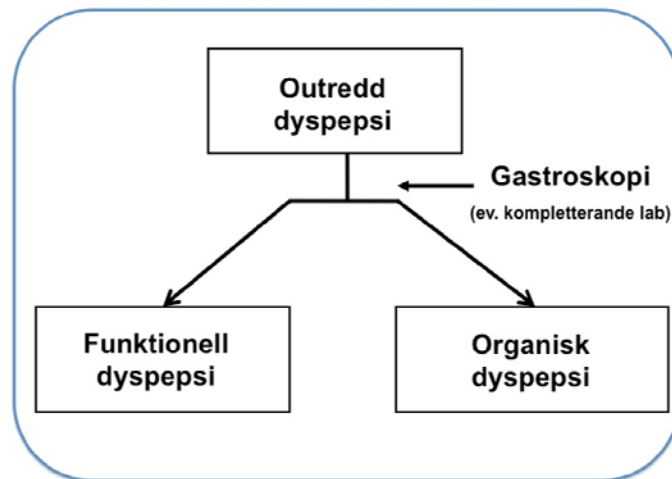 Outredd
dyspepsi
Gastroskopi
(ev. kompletterande lab)
Funktionell
dyspepsi
Organisk
dyspepsi